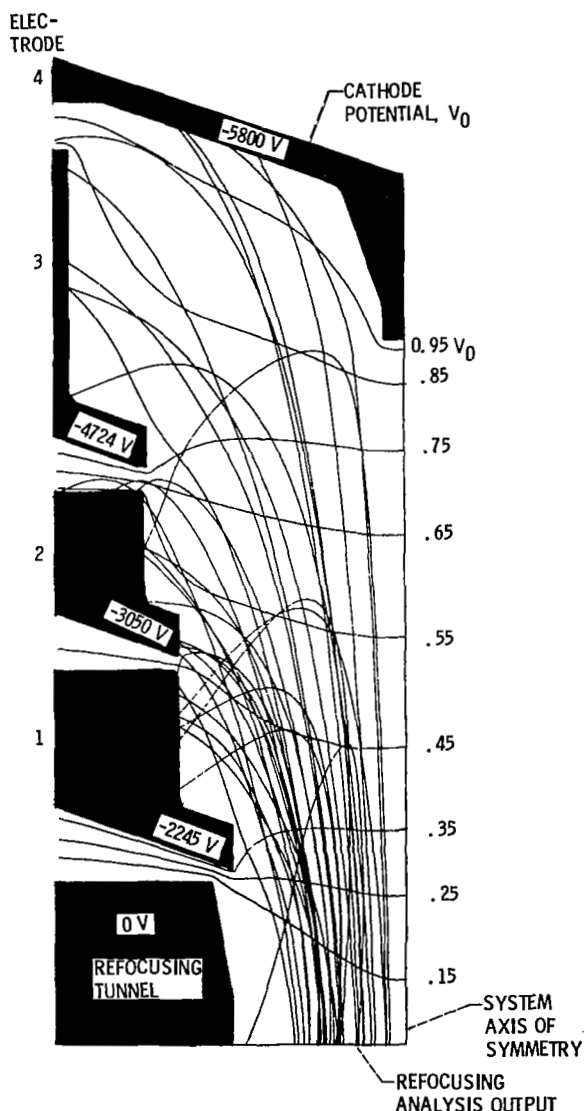 ELEC-
TRODE
4
CATHODE
POTENTIAL, V0
-5800 V
3
0.95 V0
.85
-4724 V
.75
.65
2
-3050 V
.55
1
.45
-2245 V
.35
.25
0 V
REFOCUSING
TUNNEL
.15
SYSTEM
AXIS OF
SYMMETRY
REFOCUSING
ANALYSIS OUTPUT